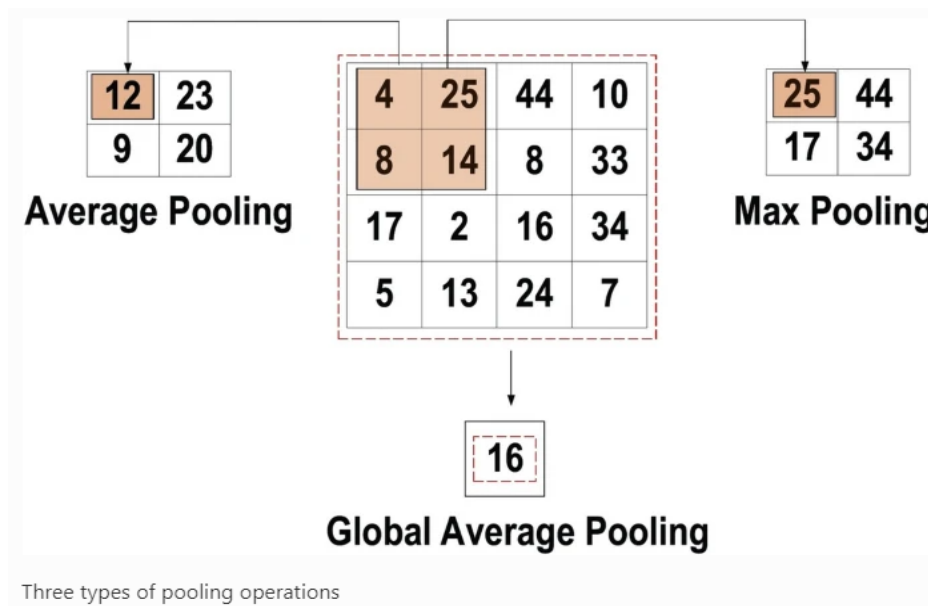 12 23
9 20
Average Pooling
4 25 44 10
8 14 8 33
17 2 16 34
5 13 24 7
25 44
17 34
Max Pooling
16
Global Average Pooling
Three types of pooling operations